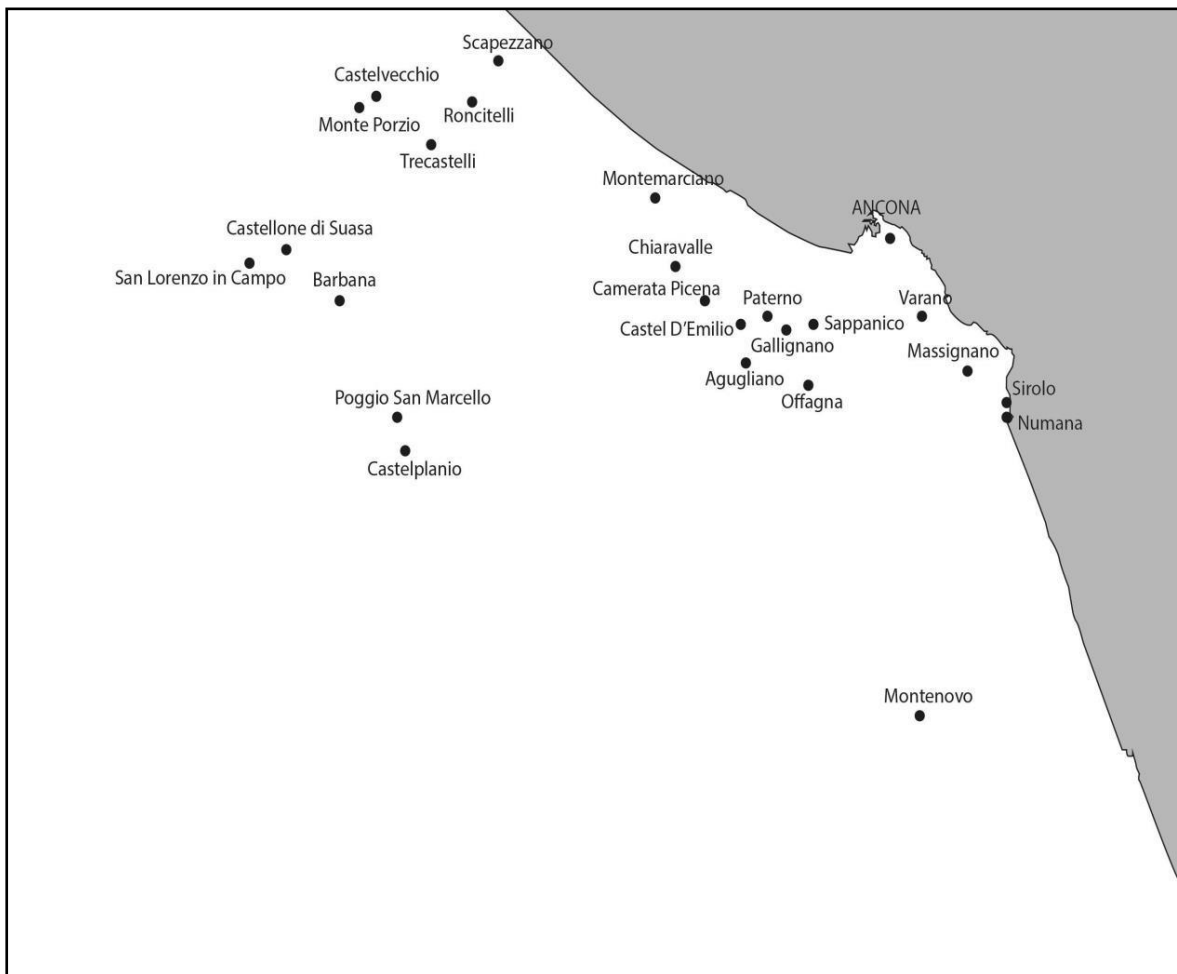 Scapezzano
Castelvecchio
Monte Porzio
Roncitelli
Trecastelli
Montemarciano
ANCONA
Castellone di Suasa
San Lorenzo in Campo
Barbana
Chiaravalle
Camerata Picena
Paterno
Varano
Castel D'Emilio
Sappanico
Gallignano
Massignano
Agugliano
Offagna
Sirolo
Numana
Poggio San Marcello
Castelplanio
Montenovo